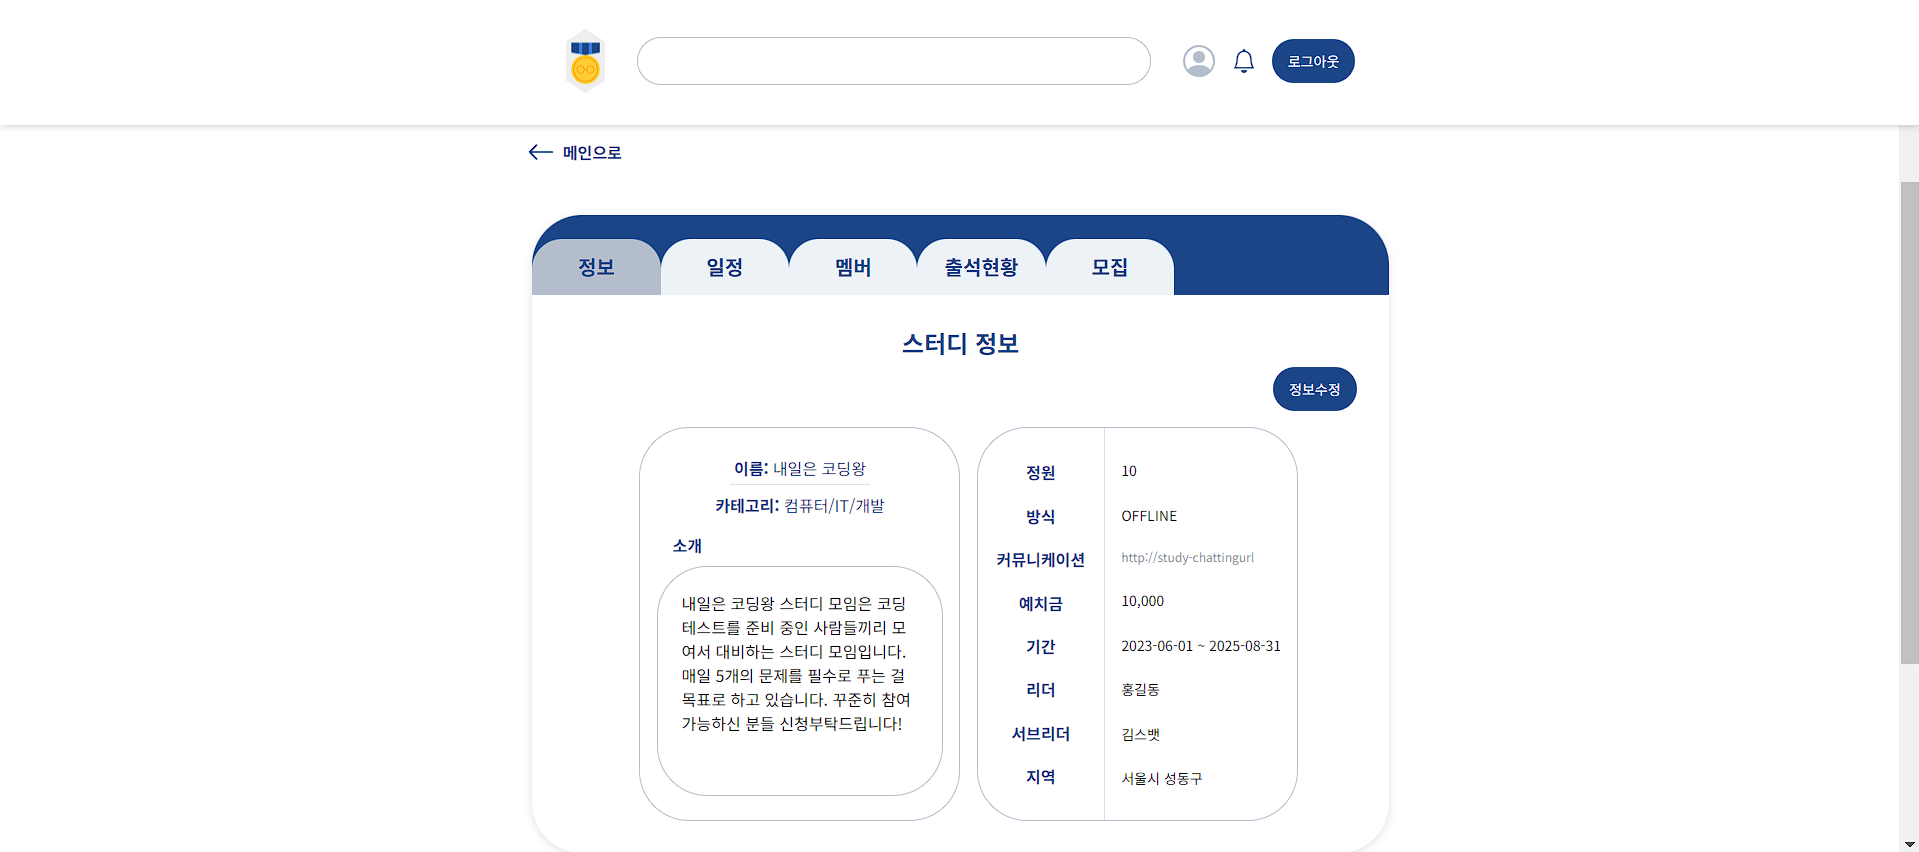 로그아웃
메인으로
정보
일정
멤버
출석현황
모집
스터디 정보
정보수정
이름: 내일은 코딩왕
카테고리: 컴퓨터/IT/개발
소개
내일은 코딩왕 스터디 모임은 코딩
테스트를 준비 중인 사람들끼리 모
여서 대비하는 스터디 모임입니다.
매일 5개의 문제를 필수로 푸는 걸
목표로 하고 있습니다. 꾸준히 참여
가능하신 분들 신청부탁드립니다!
정원 10
방식 OFFLINE
커뮤니케이션 http://study-chattingurl
예치금 10,000
기간 2023-06-01 ~ 2025-08-31
리더 홍길동
서브리더 김스뱃
지역 서울시 성동구